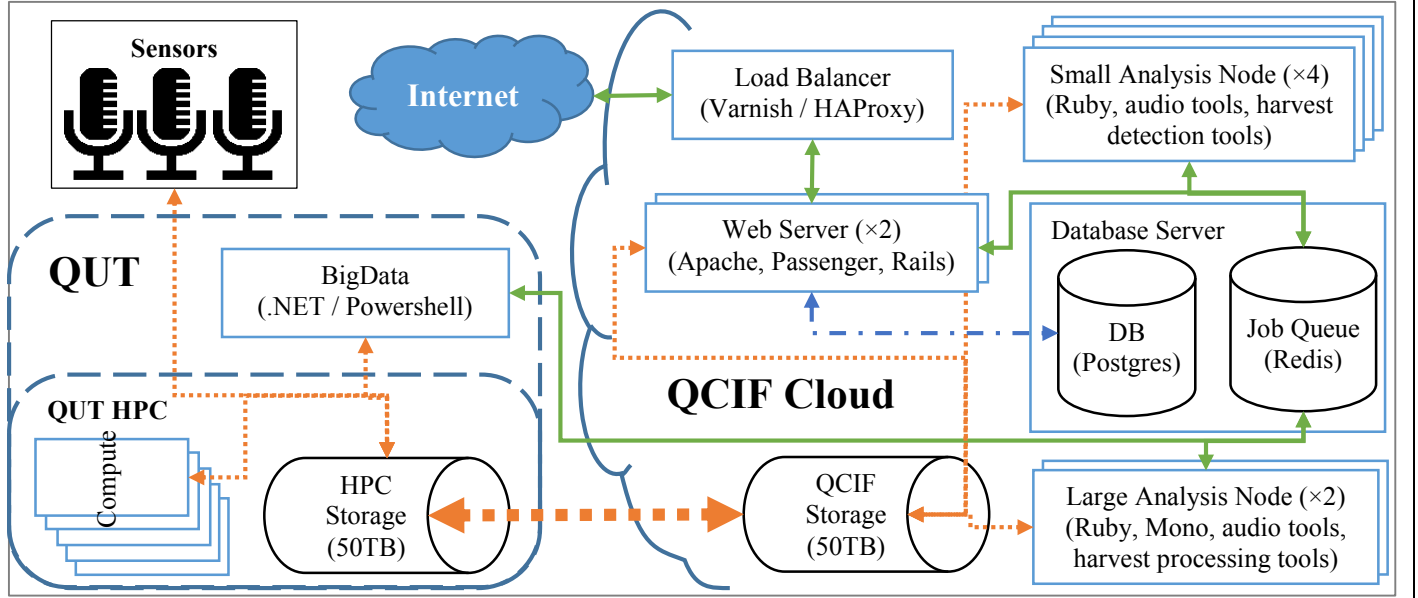 Sensors
Internet
Load Balancer
(Varnish / HAProxy)
Small Analysis Node (×4)
(Ruby, audio tools, harvest
detection tools)
QUT
BigData
(.NET / Powershell)
Web Server (×2)
(Apache, Passenger, Rails)
Database Server
DB
(Postgres)
Job Queue
(Redis)
QUT HPC
Compute
HPC
Storage
(50TB)
QCIF Cloud
QCIF
Storage
(50TB)
Large Analysis Node (×2)
(Ruby, Mono, audio tools,
harvest processing tools)